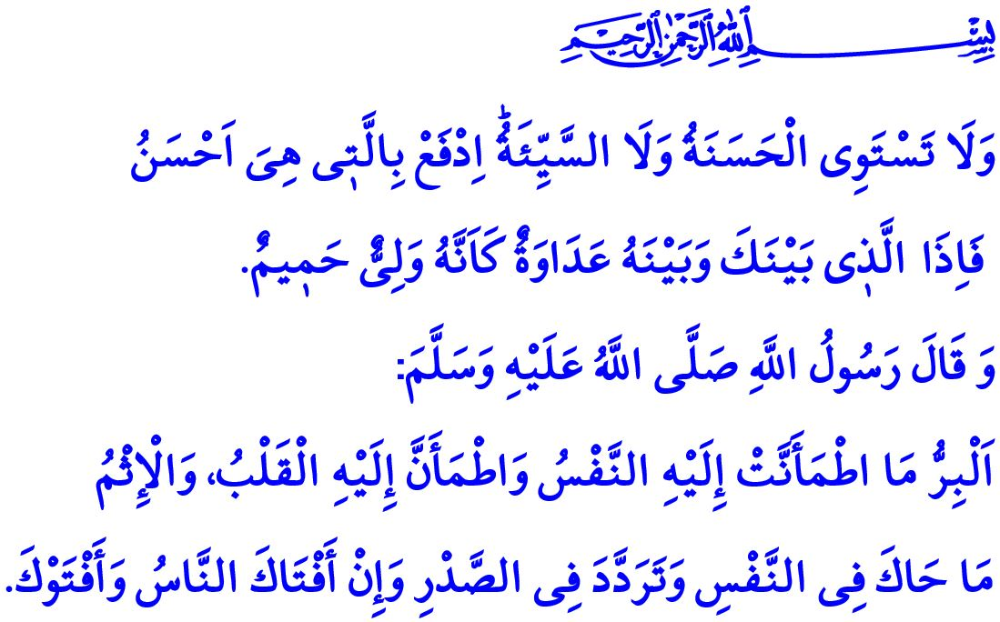 بِسْمِ اللّٰهِ الرَّحْمٰنِ الرَّحِيمِ
وَلَا تَسْتَوِى الْحَسَنَةُ وَلَا السَّيِّئَةُۜ اِدْفَعْ بِالَّتٖى هِىَ اَحْسَنُ
فَاِذَا الَّذٖى بَيْنَكَ وَبَيْنَهُ عَدَاوَةٌ كَاَنَّهُ وَلِىٌّ حَمٖيمٌ.
وَ قَالَ رَسُولُ اللَّهِ صَلَّى اللَّهُ عَلَيْهِ وَسَلَّمَ:
اَلْبِرُّ مَا اطْمَأَنَّتْ إِلَيْهِ النَّفْسُ وَاطْمَأَنَّ إِلَيْهِ الْقَلْبُ، وَالْإِثْمُ
مَا حَاكَ فِى النَّفْسِ وَتَرَدَّدَ فِى الصَّدْرِ وَإِنْ أَفْتَاكَ النَّاسُ وَأَفْتَوْكَ.